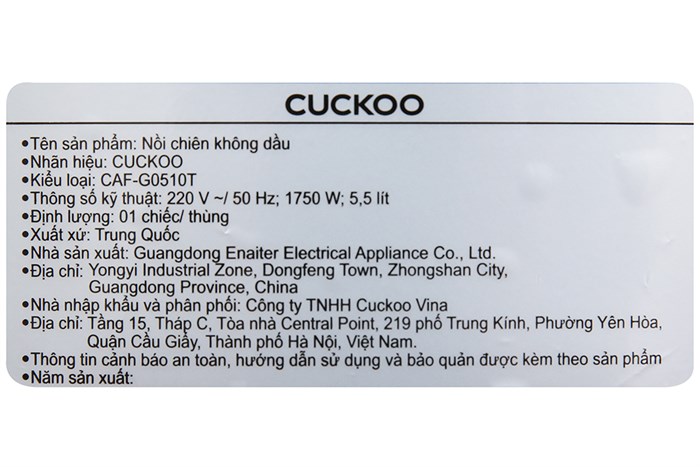 CUCKOO
•Tên sản phẩm: Nồi chiên không dầu
•Nhãn hiệu: CUCKOO
•Kiểu loại: CAF-G0510T
•Thông số kỹ thuật: 220 V ~/ 50 Hz; 1750 W; 5,5 lít
•Định lượng: 01 chiếc/ thùng
•Xuất xứ: Trung Quốc
•Nhà sản xuất: Guangdong Enaiter Electrical Appliance Co., Ltd.
•Địa chỉ: Yongyi Industrial Zone, Dongfeng Town, Zhongshan City,
Guangdong Province, China
•Nhà nhập khẩu và phân phối: Công ty TNHH Cuckoo Vina
•Địa chỉ: Tầng 15, Tháp C, Tòa nhà Central Point, 219 phố Trung Kính, Phường Yên Hòa,
Quận Cầu Giấy, Thành phố Hà Nội, Việt Nam.
•Thông tin cảnh báo an toàn, hướng dẫn sử dụng và bảo quản được kèm theo sản phẩm
•Năm sản xuất: